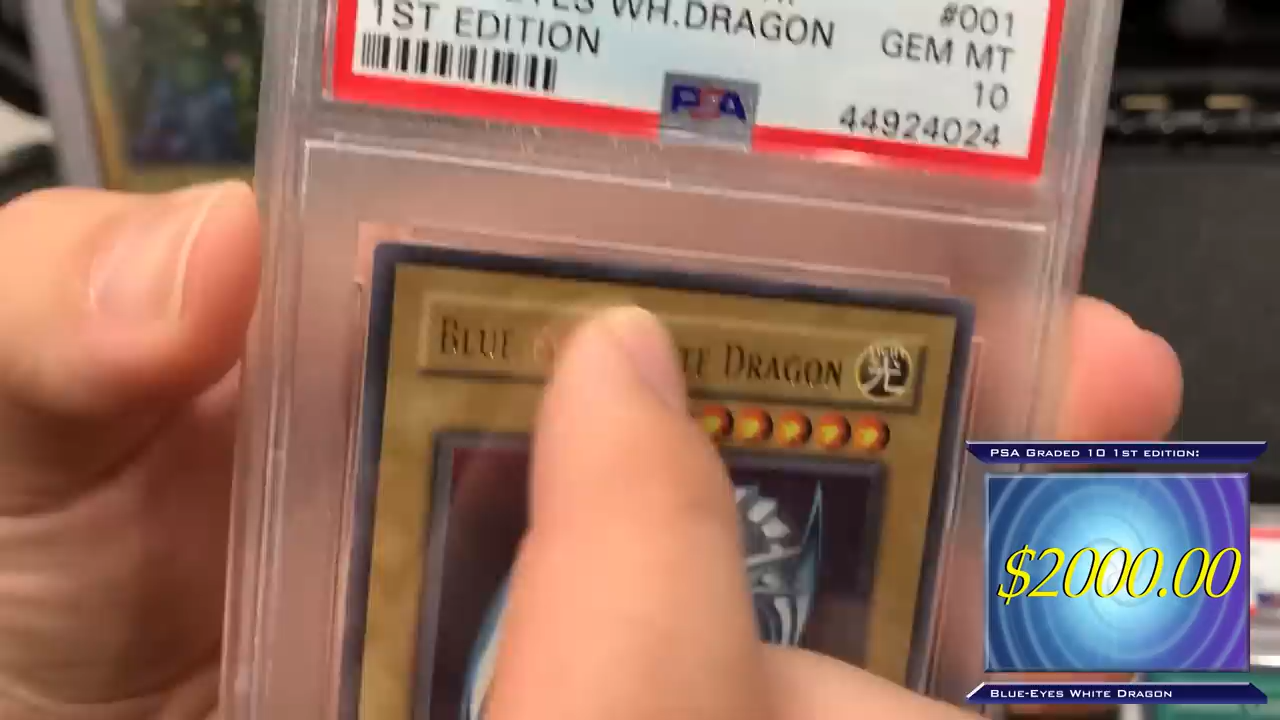 EYES WH.DRAGON
#001
1ST EDITION
GEM MT
10
PSA
44924024
BLUE WHITE DRAGON
光
PSA GRADED 10 1ST EDITION:
$2000.00
BLUE-EYES WHITE DRAGON